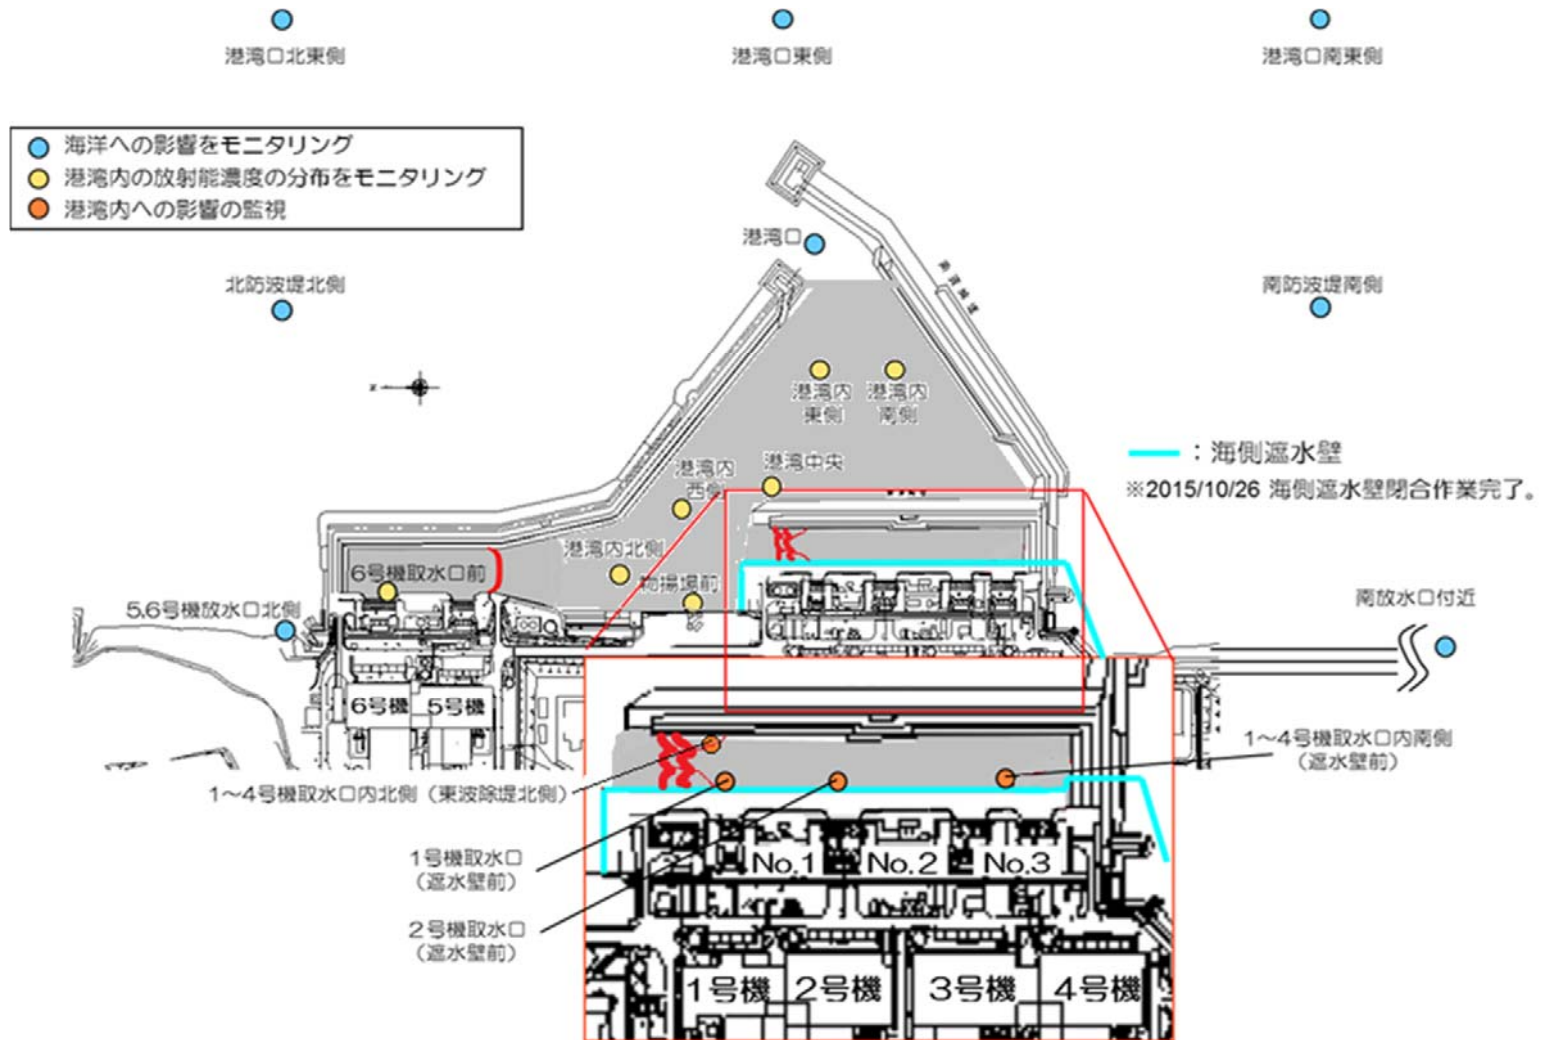 港湾口北東側
港湾口東側
港湾口南東側
海洋への影響をモニタリング
港湾内の放射能濃度の分布をモニタリング
港湾内への影響の監視
港湾口
北防波堤北側
南防波堤南側
港湾内
東側
港湾内
南側
港湾中央
港湾内
西側
：海側遮水壁
※2015/10/26 海側遮水壁閉合作業完了。
港湾内北側
6号機取水口前
物揚場前
5,6号機放水口北側
南放水口付近
6号機
5号機
1～4号機取水口内南側
（遮水壁前）
1～4号機取水口内北側（東波除堤北側）
1号機取水口
（遮水壁前）
No.1
No.2
No.3
2号機取水口
（遮水壁前）
1号機
2号機
3号機
4号機